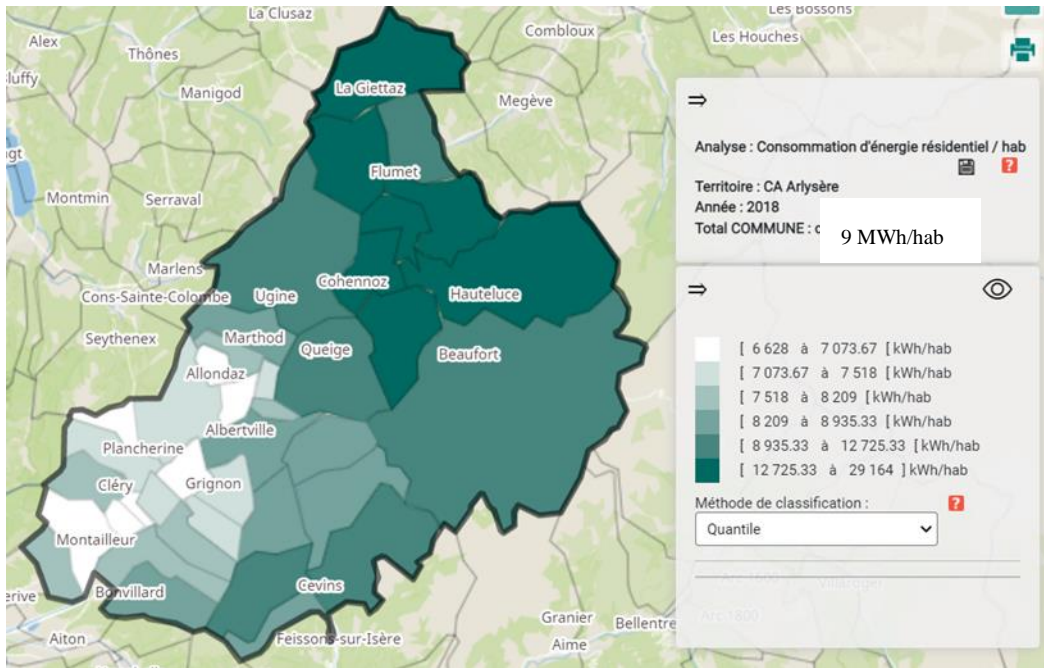 La Clusaz
Les Bossons
Combloux
Alex
Thônes
Les Houches
Manigod
La Giettaz
Megève
Flumet
Montmin
Serraval
Marlens
Cons-Sainte-Colombe
Ugine
Cohennoz
Hauteluce
Seythenex
Marthod
Queige
Beaufort
Allondaz
Albertville
Plancherine
Cléry
Grignon
Montailleur
Bonvillard
Cevins
Aiton
Feissons-sur-Isère
Granier
Aime
Bellentre
Arc 1800
⇒
Analyse : Consommation d'énergie résidentiel / hab
?
Territoire : CA Arlysère
Année : 2018
Total COMMUNE :
9 MWh/hab
⇒
[ 6 628 à 7 073.67 [ kWh/hab
[ 7 073.67 à 7 518 [ kWh/hab
[ 7 518 à 8 209 [ kWh/hab
[ 8 209 à 8 935.33 [ kWh/hab
[ 8 935.33 à 12 725.33 [ kWh/hab
[ 12 725.33 à 29 164 ] kWh/hab
Méthode de classification : ?
Quantile